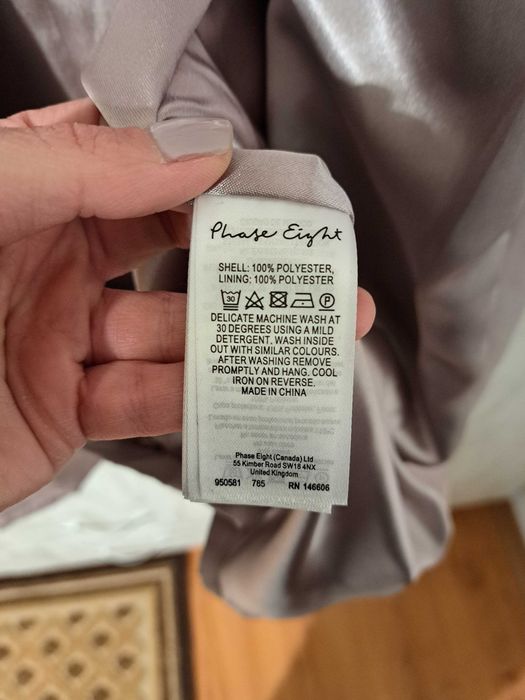 Phase Eight
SHELL: 100% POLYESTER,
LINING: 100% POLYESTER
30 P
DELICATE MACHINE WASH AT
30 DEGREES USING A MILD
DETERGENT. WASH INSIDE
OUT WITH SIMILAR COLOURS.
AFTER WASHING REMOVE
PROMPTLY AND HANG. COOL
IRON ON REVERSE.
MADE IN CHINA
Phase Eight (Canada) Ltd
55 Kimber Road SW18 4NX
United Kingdom
950581 785 RN 146606